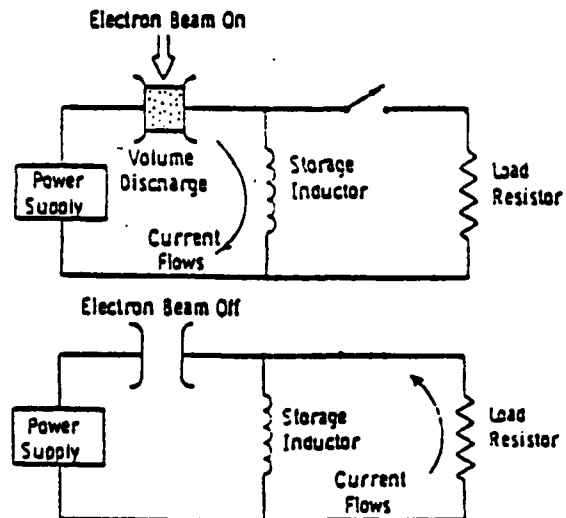 Electron Beam On
Power
Supply
Volume
Discharge
Current
Flows
Storage
Inductor
Load
Resistor
Electron Beam Off
Power
Supply
Storage
Inductor
Current
Flows
Load
Resistor